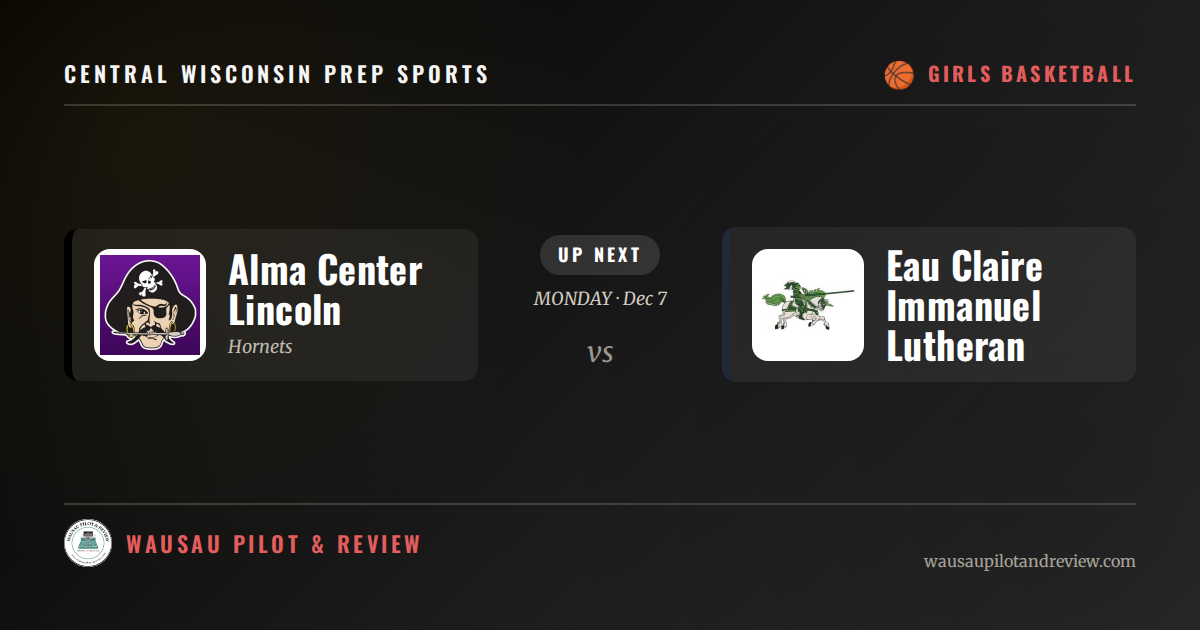 CENTRAL WISCONSIN PREP SPORTS
GIRLS BASKETBALL
Alma Center
Lincoln
Hornets
UP NEXT
MONDAY · Dec 7
vs
Eau Claire
Immanuel
Lutheran
WAUSAU PILOT & REVIEW
wausaupilotandreview.com